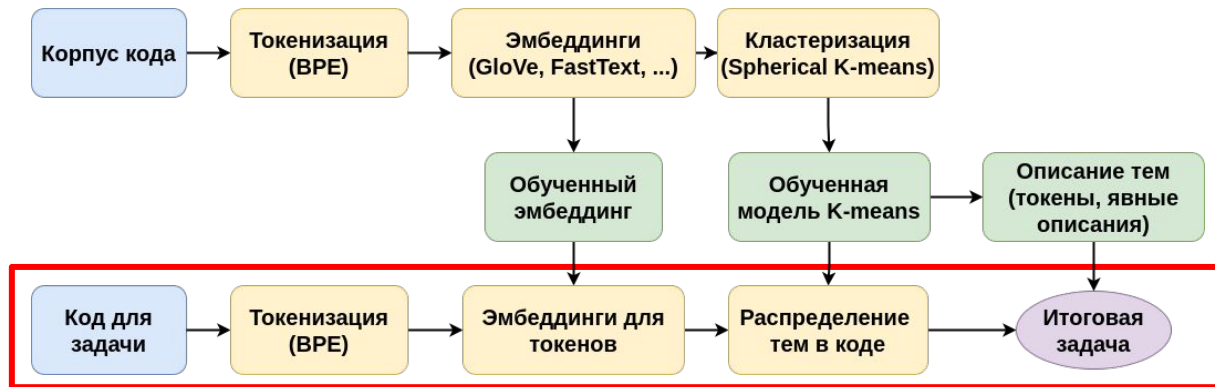 Корпус кода
Токенизация
(BPE)
Эмбеддинги
(GloVe, FastText, ...)
Кластеризация
(Spherical K-means)
Обученный
эмбеддинг
Обученная
модель K-means
Описание тем
(токены, явные
описания)
Код для
задачи
Токенизация
(BPE)
Эмбеддинги для
токенов
Распределение
тем в коде
Итоговая
задача